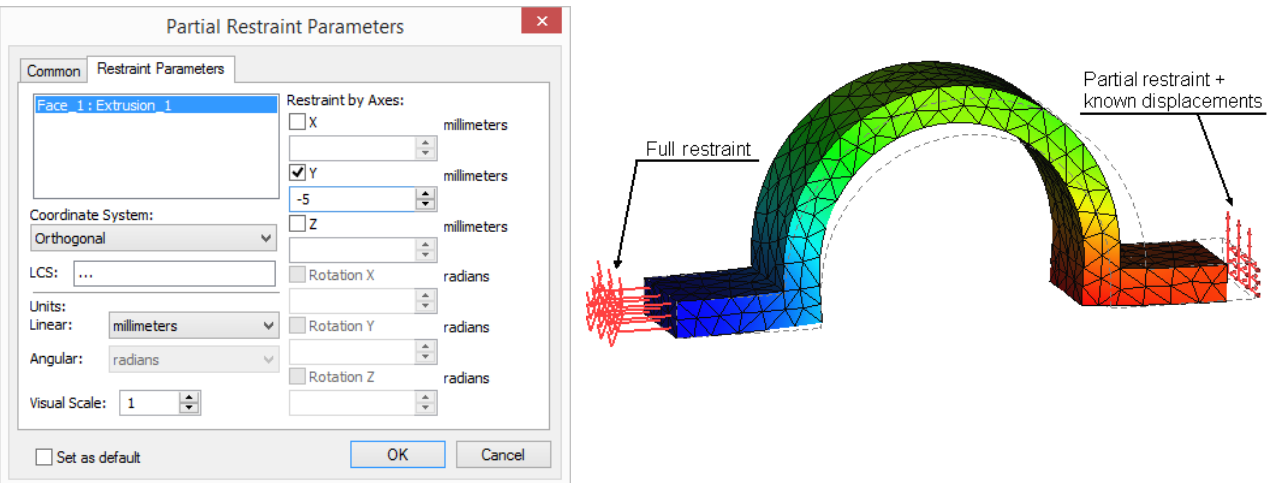 Partial Restraint Parameters
Common
Restraint Parameters
Face_1 : Extrusion_1
Restraint by Axes:
X
millimeters
Y
millimeters
-5
Z
millimeters
Coordinate System:
Orthogonal
LCS:
...
Rotation X
radians
Units:
Linear:
millimeters
Rotation Y
radians
Angular:
radians
Rotation Z
radians
Visual Scale:
1
Set as default
OK
Cancel
Full restraint
Partial restraint +
known displacements